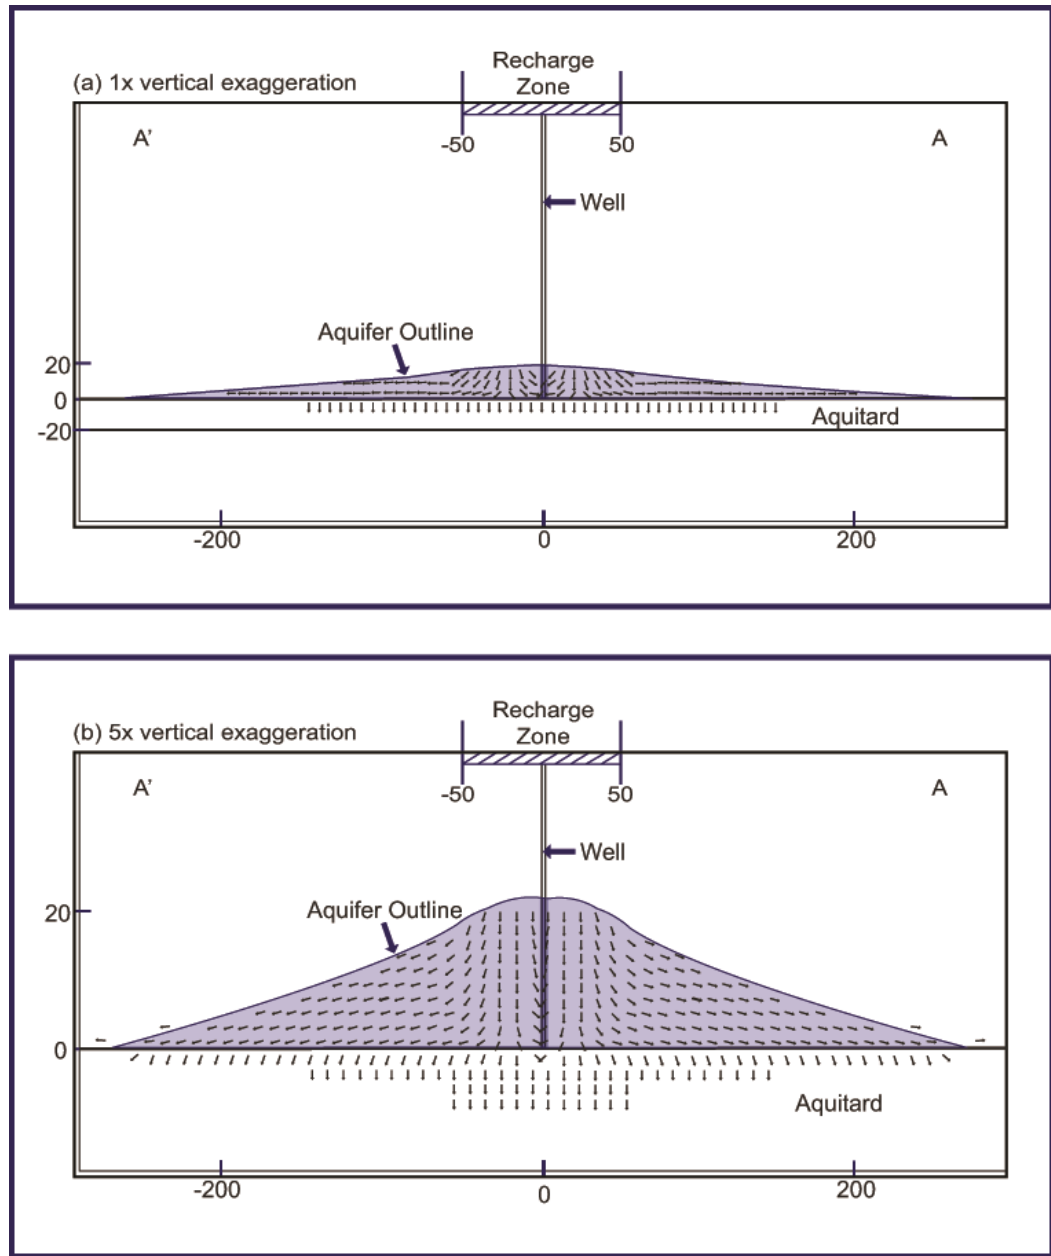 Recharge
Zone
(a) 1x vertical exaggeration
A' A
-50 50
Well
Aquifer Outline
20
0
Aquitard
-20
-200 0 200
Recharge
Zone
(b) 5x vertical exaggeration
A' A
-50 50
Well
Aquifer Outline
20
0
Aquitard
-200 0 200